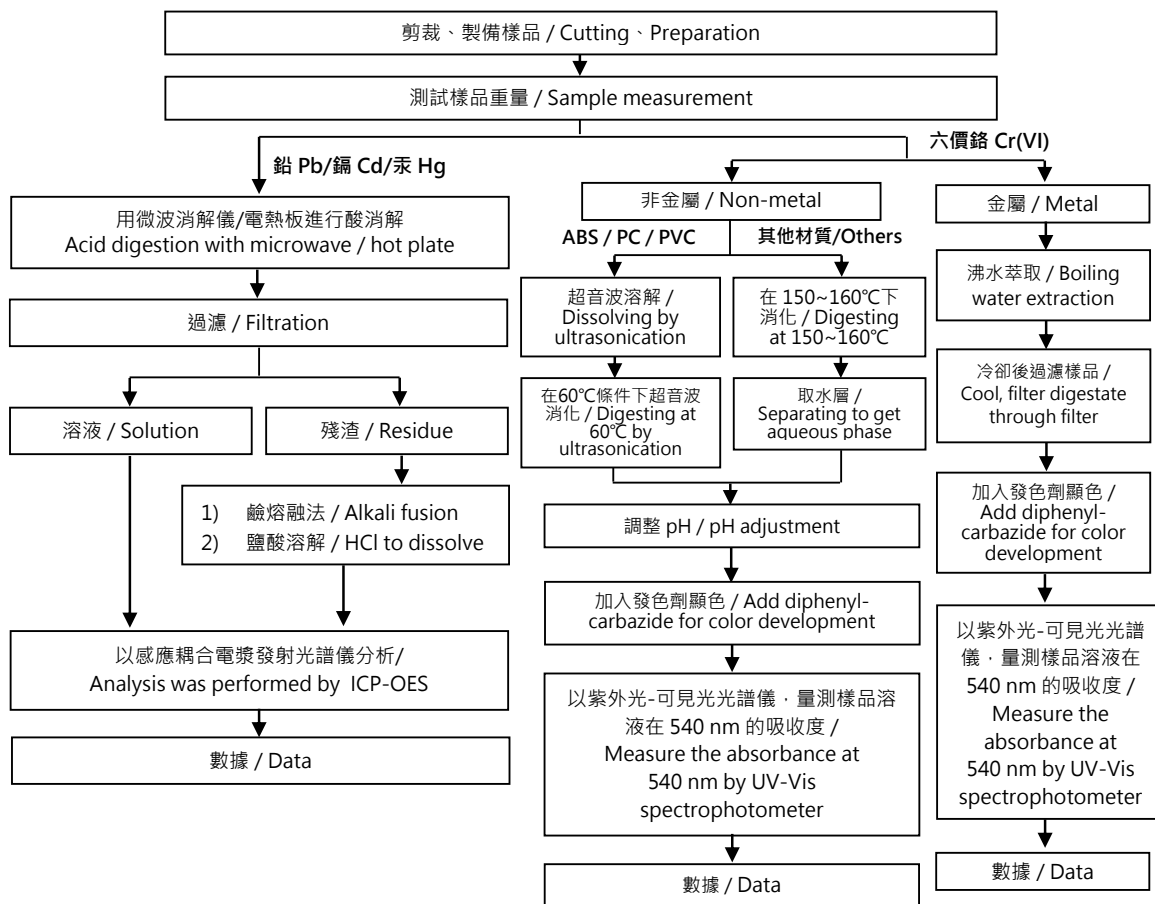 剪裁、製備樣品 / Cutting、Preparation
測試樣品重量 / Sample measurement
鉛 Pb/鎘 Cd/汞 Hg
用微波消解儀/電熱板進行酸消解
Acid digestion with microwave / hot plate
過濾 / Filtration
溶液 / Solution
殘渣 / Residue
1) 鹼熔融法 / Alkali fusion
2) 鹽酸溶解 / HCl to dissolve
以感應耦合電漿發射光譜儀分析/
Analysis was performed by ICP-OES
數據 / Data
六價鉻 Cr(VI)
非金屬 / Non-metal
ABS / PC / PVC
超音波溶解 /
Dissolving by
ultrasonication
在60℃條件下超音波
消化 / Digesting at
60℃ by
ultrasonication
其他材質/Others
在 150~160℃下
消化 / Digesting
at 150~160℃
取水層 /
Separating to get
aqueous phase
調整 pH / pH adjustment
加入發色劑顯色 / Add diphenyl-
carbazide for color development
以紫外光-可見光光譜儀，量測樣品溶
液在 540 nm 的吸收度 /
Measure the absorbance at
540 nm by UV-Vis
spectrophotometer
數據 / Data
金屬 / Metal
沸水萃取 / Boiling
water extraction
冷卻後過濾樣品 /
Cool, filter digestate
through filter
加入發色劑顯色 /
Add diphenyl-
carbazide for color
development
以紫外光-可見光光譜
儀，量測樣品溶液在
540 nm 的吸收度 /
Measure the
absorbance at
540 nm by UV-Vis
spectrophotometer
數據 / Data